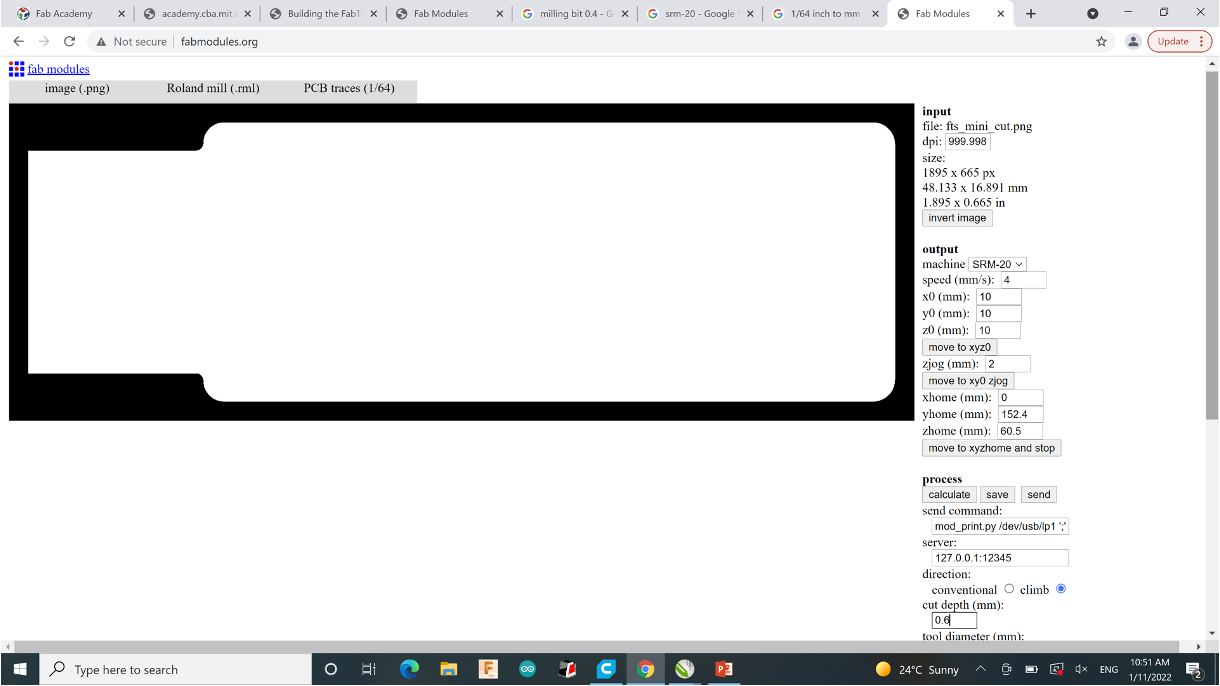 Fab Academy
academy.cba.mit.
Building the FabT
Fab Modules
milling bit 0.4 - G
srm-20 - Google
1/64 inch to mm
Fab Modules
Not secure
fabmodules.org
Update
fab modules
image (.png)
Roland mill (.rml)
PCB traces (1/64)
input
file: fts_mini_cut.png
dpi: 999.998
size:
1895 x 665 px
48.133 x 16.891 mm
1.895 x 0.665 in
invert image
output
machine SRM-20
speed (mm/s): 4
x0 (mm): 10
y0 (mm): 10
z0 (mm): 10
move to xyz0
zjog (mm): 2
move to xy0 zjog
xhome (mm): 0
yhome (mm): 152.4
zhome (mm): 60.5
move to xyzhome and stop
process
calculate save send
send command:
mod_print.py /dev/usb/lp1 ';'
server:
127.0.0.1:12345
direction:
conventional climb
cut depth (mm):
0.6
tool diameter (mm):
Type here to search
24°C Sunny
ENG
10:51 AM
1/11/2022
2